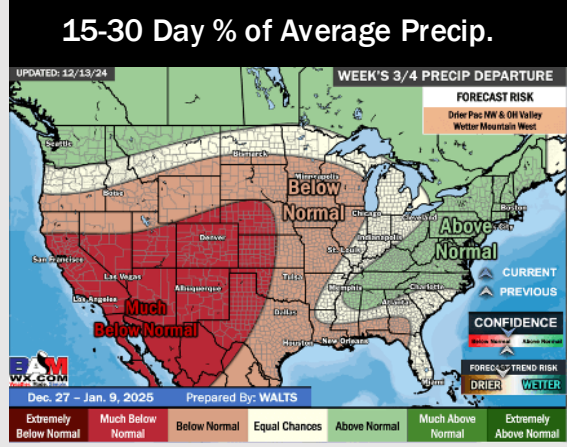 15-30 Day % of Average Precip.
UPDATED: 12/13/24
WEEK'S 3/4 PRECIP DEPARTURE
FORECAST RISK
Drier Pac NW & OH Valley
Wetter Mountain West
Seattle
Bismarck
Minneapolis
Boise
Below
Normal
Chicago
Cleveland
Boston
Above
Normal
Indianapolis
Denver
St. Louis
San Francisco
Las Vegas
Albuquerque
Tulsa
Memphis
Charlotte
Atlanta
Los Angeles
Much
Below Normal
Dallas
Houston
New Orleans
Miami
CURRENT
PREVIOUS
CONFIDENCE
Below Normal
Above Normal
FORECAST TREND RISK
DRIER
WETTER
BAM
WX.COM
Dec. 27 – Jan. 9, 2025
Prepared By: WALTS
Extremely
Below Normal
Much Below
Normal
Below Normal
Equal Chances
Above Normal
Much Above
Normal
Extremely
Above Normal